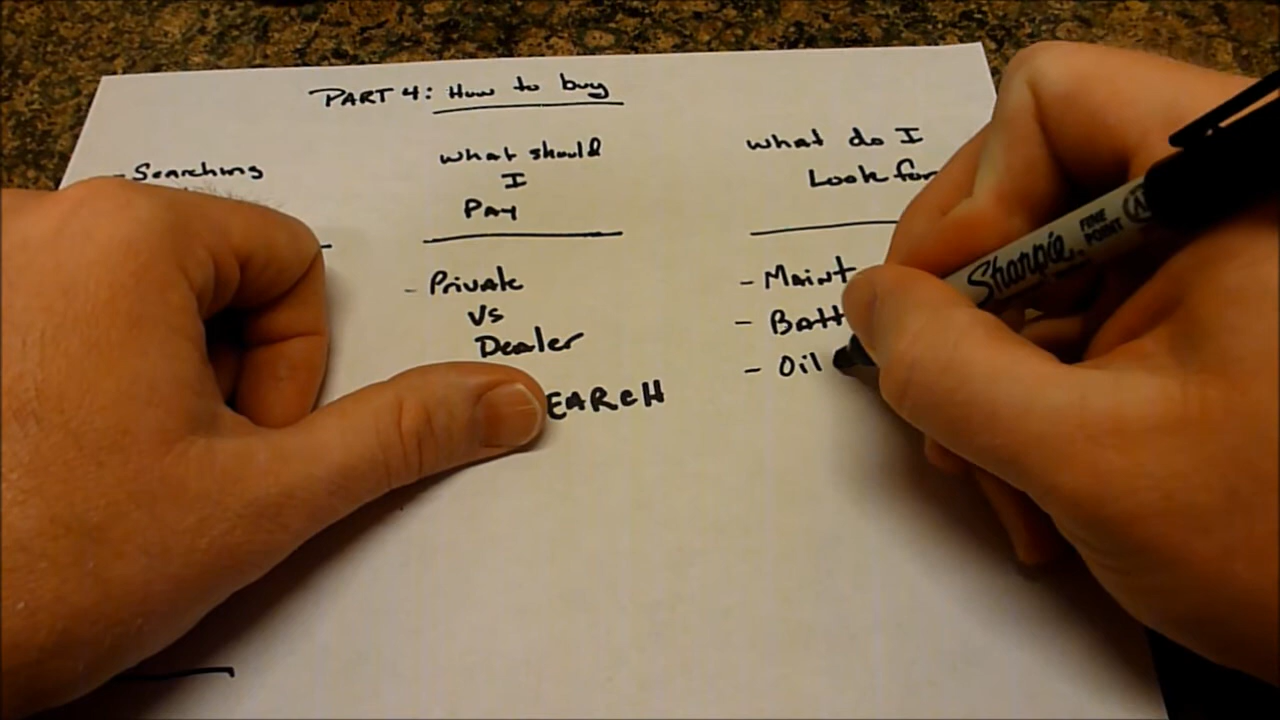 PART 4: How to buy
- Searching
What should
I
Pay
- Private
Vs
Dealer
EARCH
What do I
Look for
- Maint
- Batt
- Oil
Sharpie
FINE
POINT